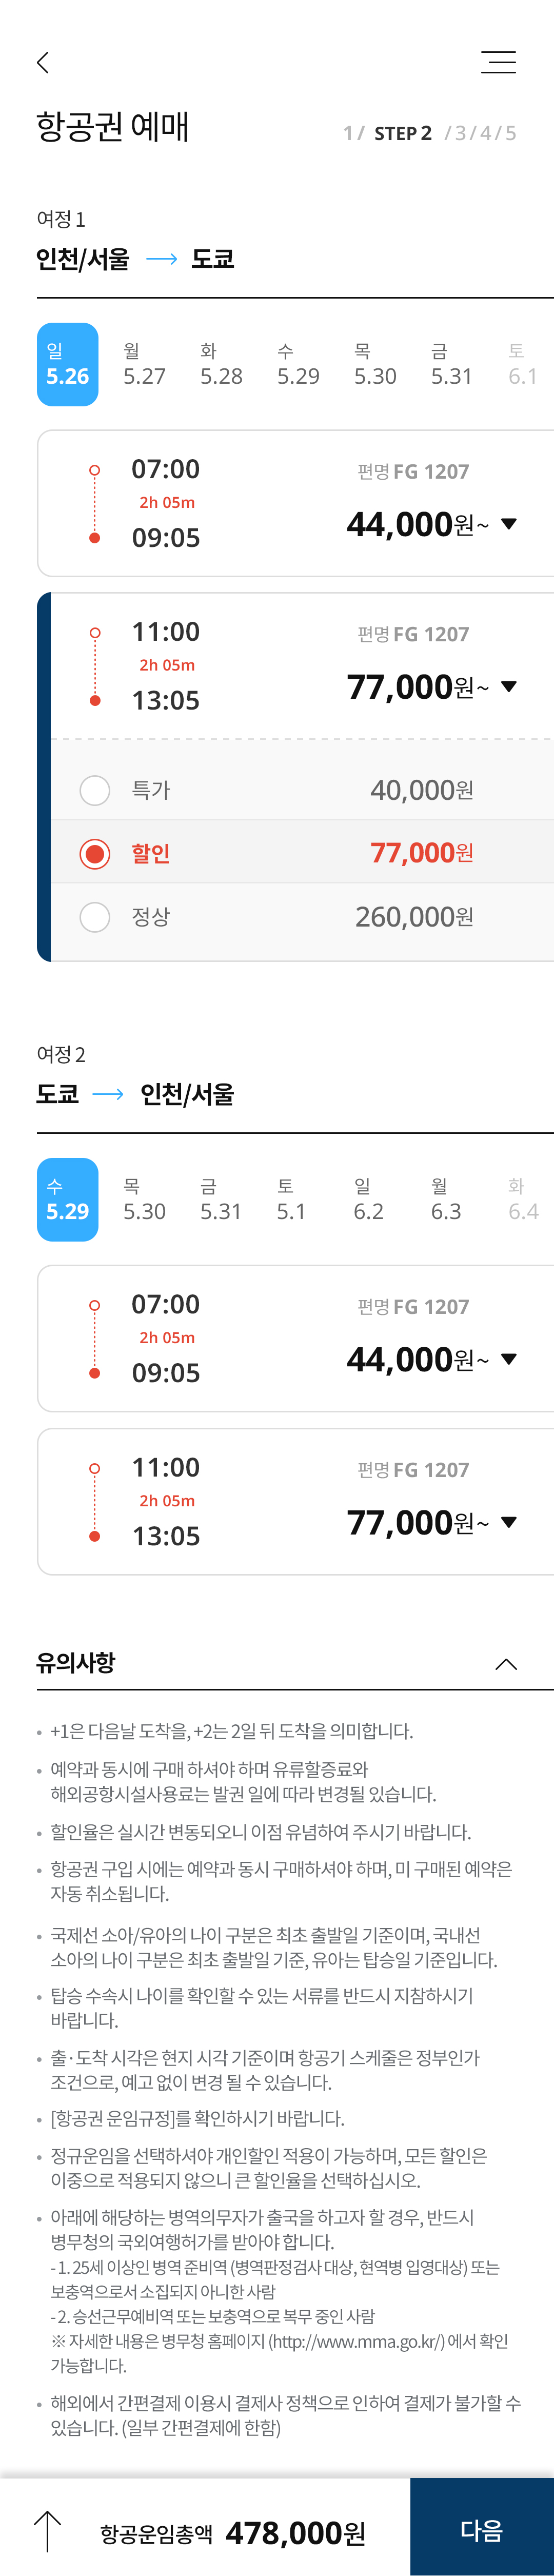 항공권 예매
1 / STEP 2 / 3 / 4 / 5
여정 1
인천/서울 → 도쿄
일 월 화 수 목 금 토
5.26 5.27 5.28 5.29 5.30 5.31 6.1
07:00 편명 FG 1207
2h 05m
09:05 44,000원~ ▼
11:00 편명 FG 1207
2h 05m
13:05 77,000원~ ▼
특가 40,000원
할인 77,000원
정상 260,000원
여정 2
도쿄 → 인천/서울
수 목 금 토 일 월 화
5.29 5.30 5.31 5.1 6.2 6.3 6.4
07:00 편명 FG 1207
2h 05m
09:05 44,000원~ ▼
11:00 편명 FG 1207
2h 05m
13:05 77,000원~ ▼
유의사항
• +1은 다음날 도착을, +2는 2일 뒤 도착을 의미합니다.
• 예약과 동시에 구매 하셔야 하며 유류할증료와
해외공항시설사용료는 발권 일에 따라 변경될 있습니다.
• 할인율은 실시간 변동되오니 이점 유념하여 주시기 바랍니다.
• 항공권 구입 시에는 예약과 동시 구매하셔야 하며, 미 구매된 예약은
자동 취소됩니다.
• 국제선 소아/유아의 나이 구분은 최초 출발일 기준이며, 국내선
소아의 나이 구분은 최초 출발일 기준, 유아는 탑승일 기준입니다.
• 탑승 수속시 나이를 확인할 수 있는 서류를 반드시 지참하시기
바랍니다.
• 출·도착 시각은 현지 시각 기준이며 항공기 스케줄은 정부인가
조건으로, 예고 없이 변경 될 수 있습니다.
• [항공권 운임규정]를 확인하시기 바랍니다.
• 정규운임을 선택하셔야 개인할인 적용이 가능하며, 모든 할인은
이중으로 적용되지 않으니 큰 할인율을 선택하십시오.
• 아래에 해당하는 병역의무자가 출국을 하고자 할 경우, 반드시
병무청의 국외여행허가를 받아야 합니다.
- 1. 25세 이상인 병역 준비역 (병역판정검사 대상, 현역병 입영대상) 또는
보충역으로서 소집되지 아니한 사람
- 2. 승선근무예비역 또는 보충역으로 복무 중인 사람
※ 자세한 내용은 병무청 홈페이지 (http://www.mma.go.kr/) 에서 확인
가능합니다.
• 해외에서 간편결제 이용시 결제사 정책으로 인하여 결제가 불가할 수
있습니다. (일부 간편결제에 한함)
항공운임총액 478,000원 다음